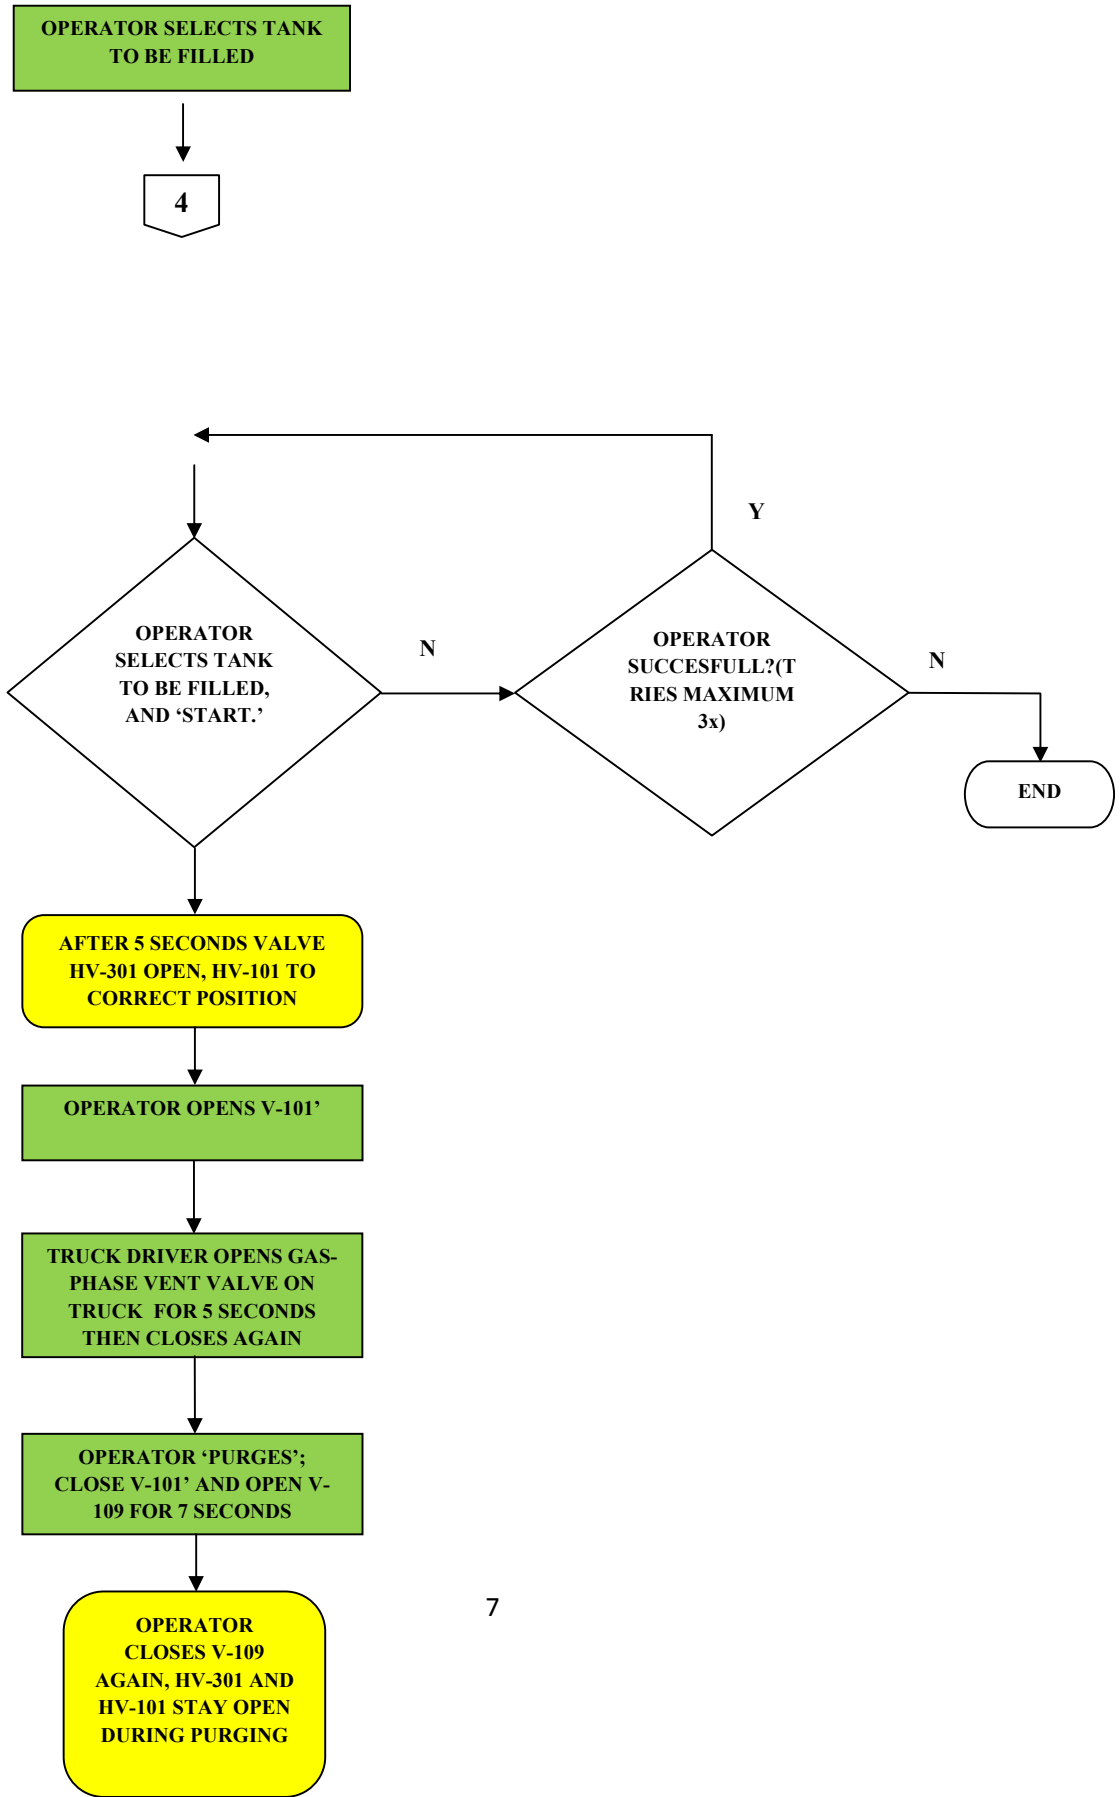 OPERATOR SELECTS TANK
TO BE FILLED
4
Y
OPERATOR
SELECTS TANK
TO BE FILLED,
AND ‘START.’
N
OPERATOR
SUCCESFULL?(T
RIES MAXIMUM
3x)
N
END
AFTER 5 SECONDS VALVE
HV-301 OPEN, HV-101 TO
CORRECT POSITION
OPERATOR OPENS V-101’
TRUCK DRIVER OPENS GAS-
PHASE VENT VALVE ON
TRUCK FOR 5 SECONDS
THEN CLOSES AGAIN
OPERATOR ‘PURGES’;
CLOSE V-101’ AND OPEN V-
109 FOR 7 SECONDS
OPERATOR
CLOSES V-109
AGAIN, HV-301 AND
HV-101 STAY OPEN
DURING PURGING
7